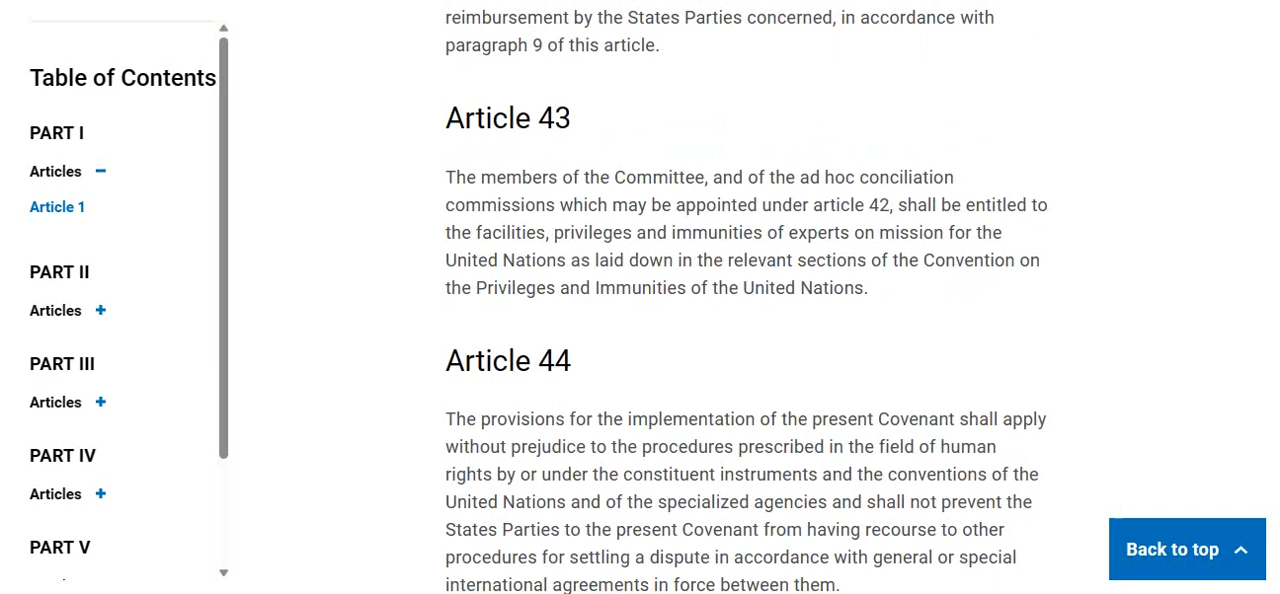 Table of Contents
PART I
Articles
Article 1
PART II
Articles
PART III
Articles
PART IV
Articles
PART V
reimbursement by the States Parties concerned, in accordance with
paragraph 9 of this article.
Article 43
The members of the Committee, and of the ad hoc conciliation
commissions which may be appointed under article 42, shall be entitled to
the facilities, privileges and immunities of experts on mission for the
United Nations as laid down in the relevant sections of the Convention on
the Privileges and Immunities of the United Nations.
Article 44
The provisions for the implementation of the present Covenant shall apply
without prejudice to the procedures prescribed in the field of human
rights by or under the constituent instruments and the conventions of the
United Nations and of the specialized agencies and shall not prevent the
States Parties to the present Covenant from having recourse to other
procedures for settling a dispute in accordance with general or special
international agreements in force between them.
Back to top